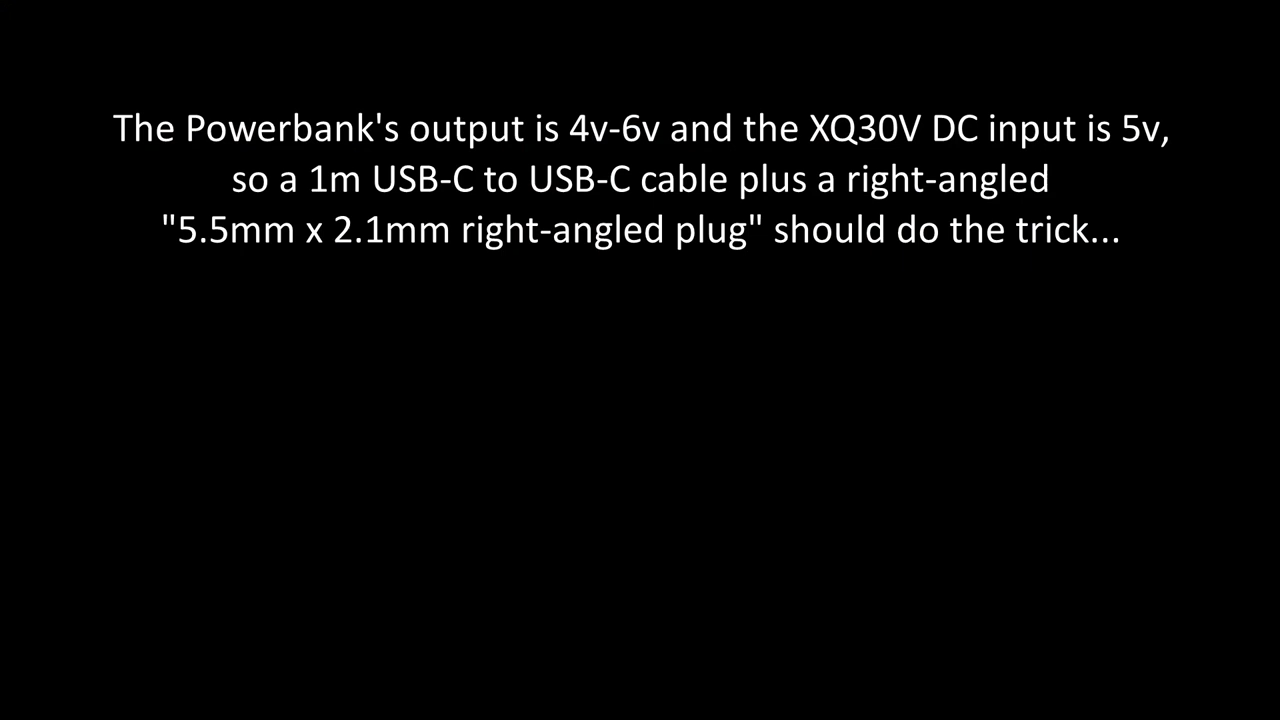 The Powerbank's output is 4v-6v and the XQ30V DC input is 5v,
so a 1m USB-C to USB-C cable plus a right-angled
"5.5mm x 2.1mm right-angled plug" should do the trick...